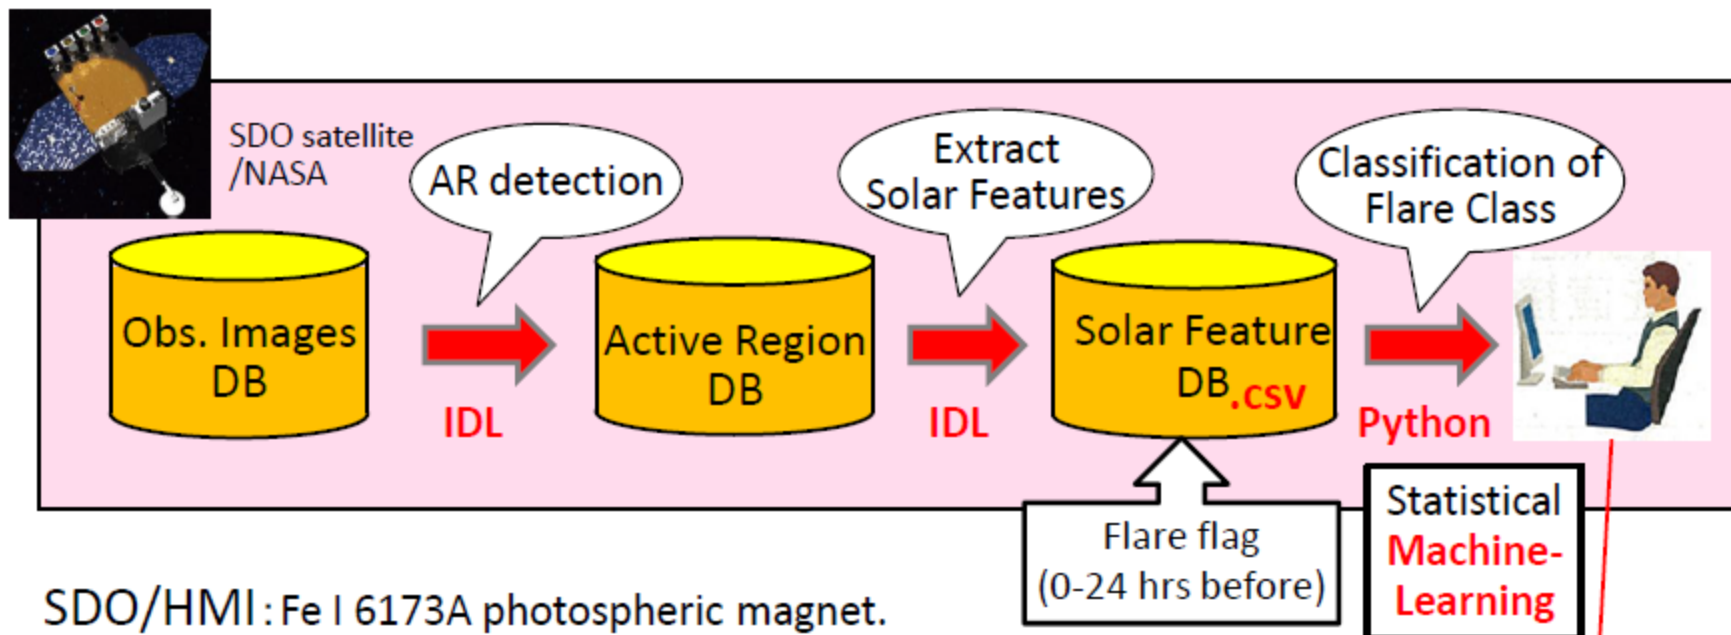 SDO satellite
/NASA
AR detection
Extract
Solar Features
Classification of
Flare Class
Obs. Images
DB
IDL
Active Region
DB
IDL
Solar Feature
DB.csv
Python
Flare flag
(0-24 hrs before)
Statistical
Machine-
Learning
SDO/HMI : Fe I 6173A photospheric magnet.